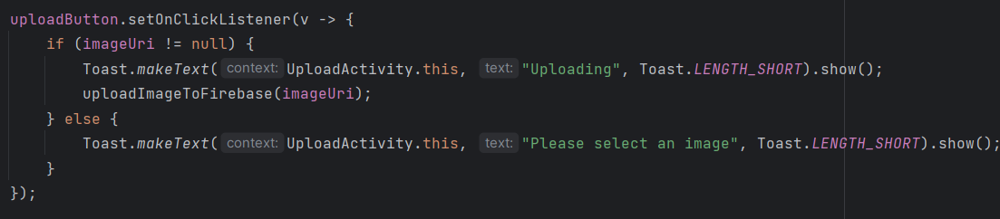 uploadButton.setOnClickListener(v -> {
    if (imageUri != null) {
        Toast.makeText( context: UploadActivity.this, text: "Uploading", Toast.LENGTH_SHORT).show();
        uploadImageToFirebase(imageUri);
    } else {
        Toast.makeText( context: UploadActivity.this, text: "Please select an image", Toast.LENGTH_SHORT).show();
    }
});